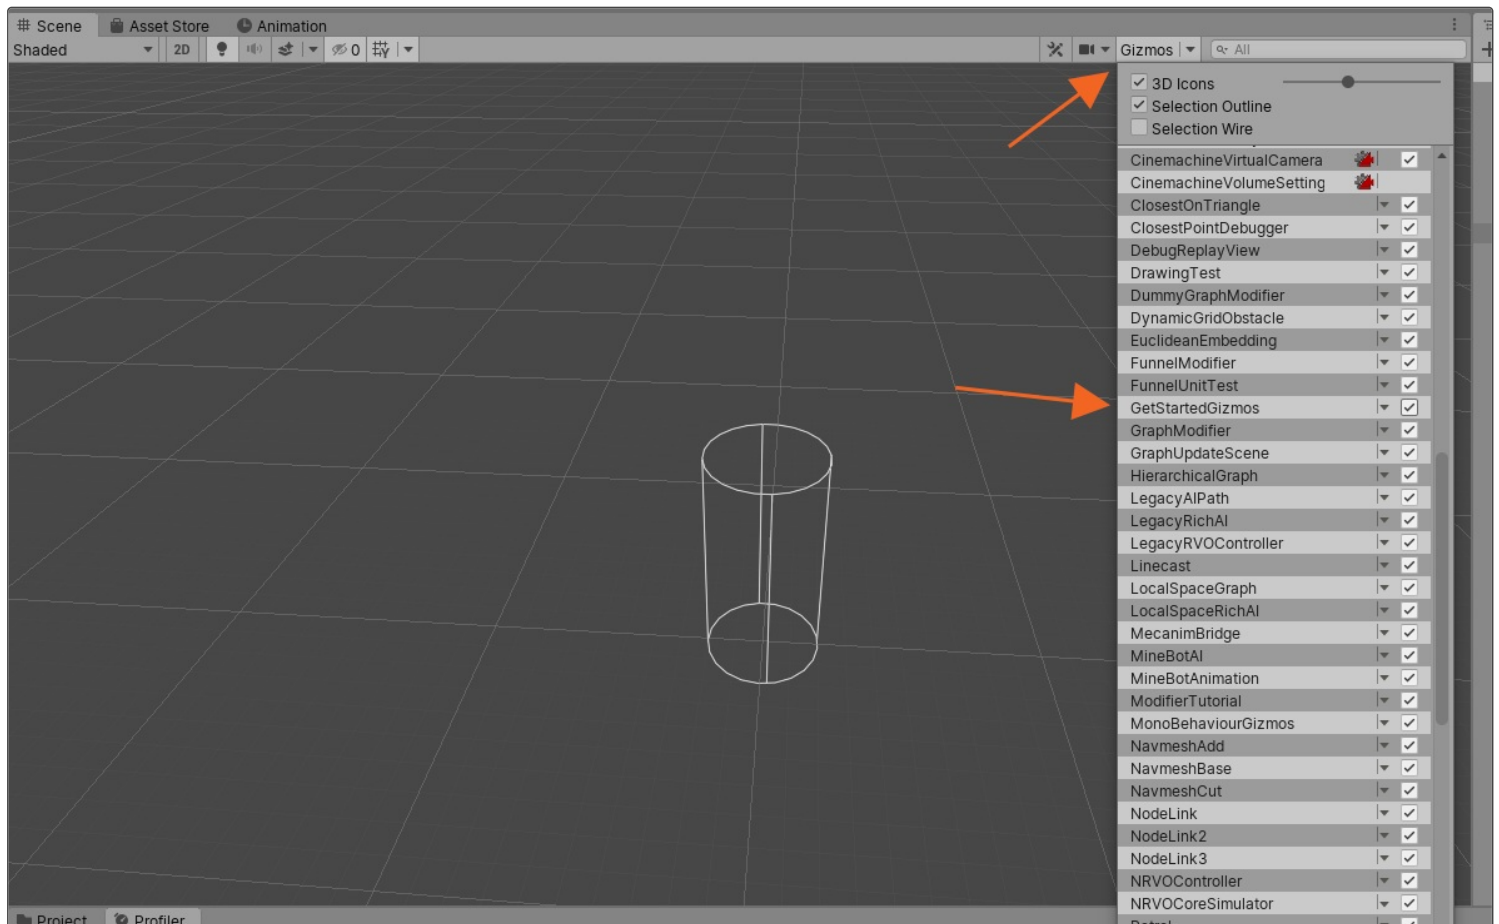 Scene Asset Store Animation
Shaded 2D 0 Gizmos All
3D Icons
Selection Outline
Selection Wire
CinemachineVirtualCamera
CinemachineVolumeSetting
ClosestOnTriangle
ClosestPointDebugger
DebugReplayView
DrawingTest
DummyGraphModifier
DynamicGridObstacle
EuclideanEmbedding
FunnelModifier
FunnelUnitTest
GetStartedGizmos
GraphModifier
GraphUpdateScene
HierarchicalGraph
LegacyAIPath
LegacyRichAI
LegacyRVOController
Linecast
LocalSpaceGraph
LocalSpaceRichAI
MecanimBridge
MineBotAI
MineBotAnimation
ModifierTutorial
MonoBehaviourGizmos
NavmeshAdd
NavmeshBase
NavmeshCut
NodeLink
NodeLink2
NodeLink3
NRVOController
NRVOCoreSimulator
Project Profiler